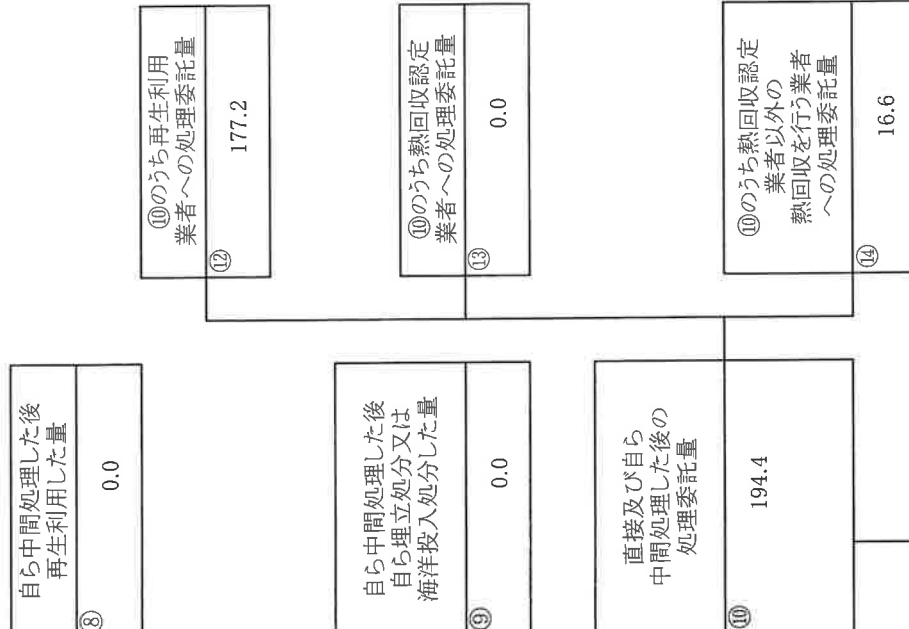 自ら中間処理した後
再生利用した量
⑧
0.0
自ら中間処理した後
自ら埋立処分又は
海洋投入処分した量
⑨
0.0
直接及び自ら
中間処理した後の
処理委託量
⑩
194.4
⑩のうち再生利用
業者への処理委託量
⑫
177.2
⑩のうち熱回収認定
業者への処理委託量
⑬
0.0
⑩のうち熱回収認定
業者以外の
熱回収を行う業者
への処理委託量
⑭
16.6